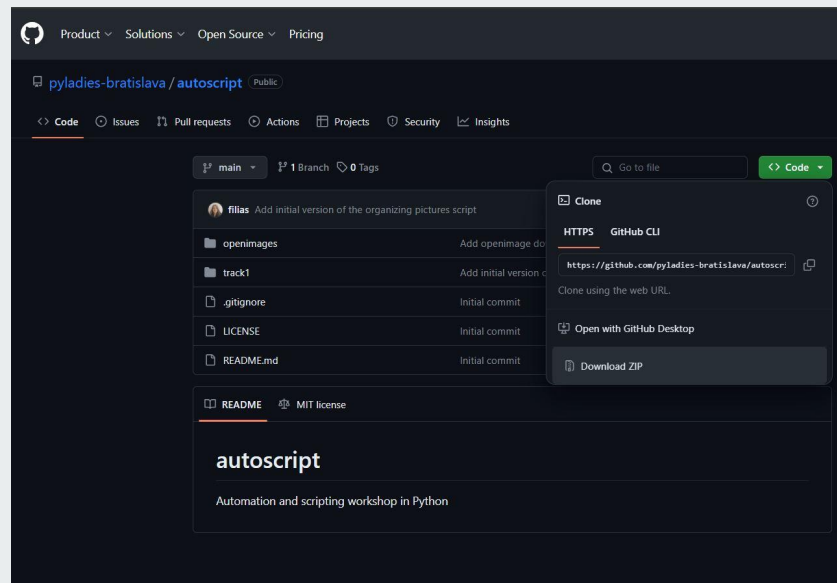 Product Solutions Open Source Pricing
pyladies-bratislava / autoscript Public
Code Issues Pull requests Actions Projects Security Insights
main 1 Branch 0 Tags Go to file Code
filias Add initial version of the organizing pictures script
openimages Add openimage do
track1 Add initial version o
.gitignore Initial commit
LICENSE Initial commit
README.md Initial commit
Clone
HTTPS GitHub CLI
https://github.com/pyladies-bratislava/autoscri
Clone using the web URL.
Open with GitHub Desktop
Download ZIP
README MIT license
autoscript
Automation and scripting workshop in Python